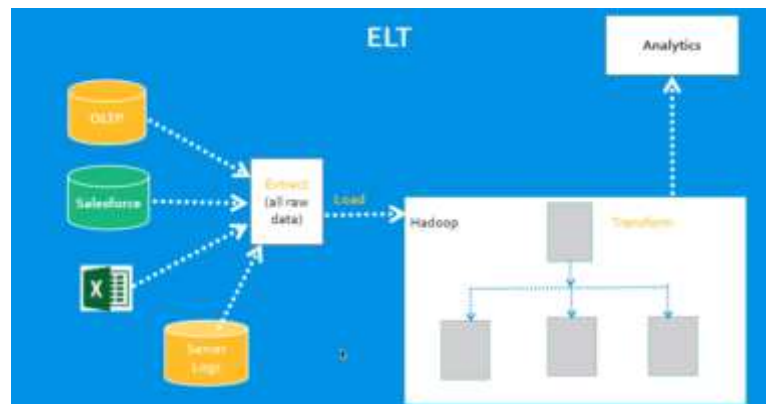 ELT
Analytics
OLTP
Salesforce
Extract
(all raw
data)
Load
Hadoop
Transform
X
Server
Logs